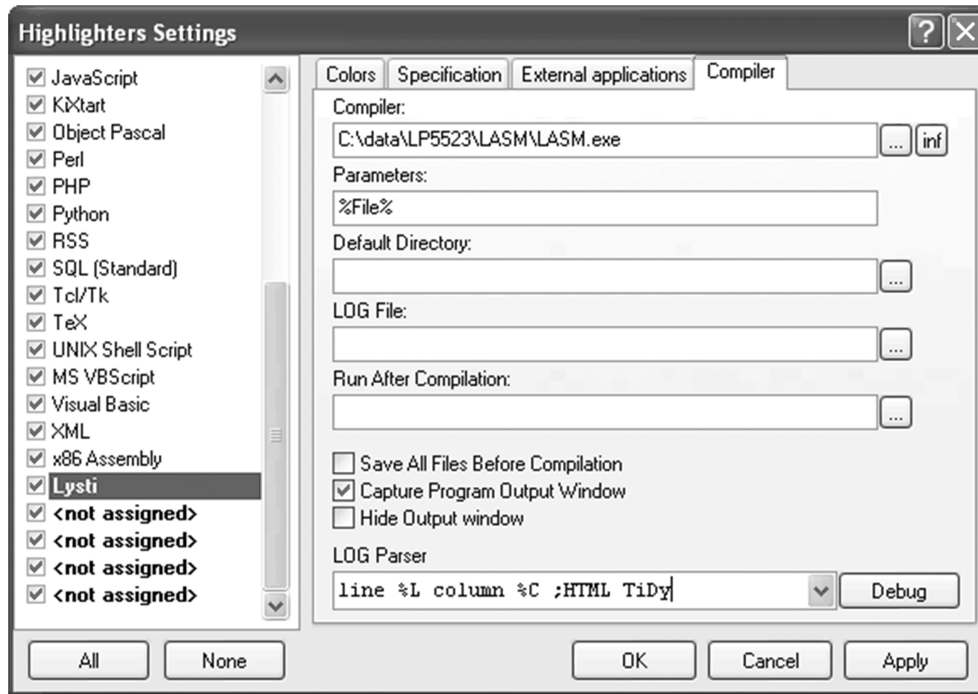 Highlighters Settings
JavaScript
KiXtart
Object Pascal
Perl
PHP
Python
RSS
SQL (Standard)
Tcl/Tk
TeX
UNIX Shell Script
MS VBScript
Visual Basic
XML
x86 Assembly
Lysti
<not assigned>
<not assigned>
<not assigned>
<not assigned>
All None
Colors Specification External applications Compiler
Compiler:
C:\data\LP5523\LASM\LASM.exe ... inf
Parameters:
%File%
Default Directory:
...
LOG File:
...
Run After Compilation:
...
Save All Files Before Compilation
Capture Program Output Window
Hide Output window
LOG Parser
line %L column %C ;HTML TiDy Debug
OK Cancel Apply